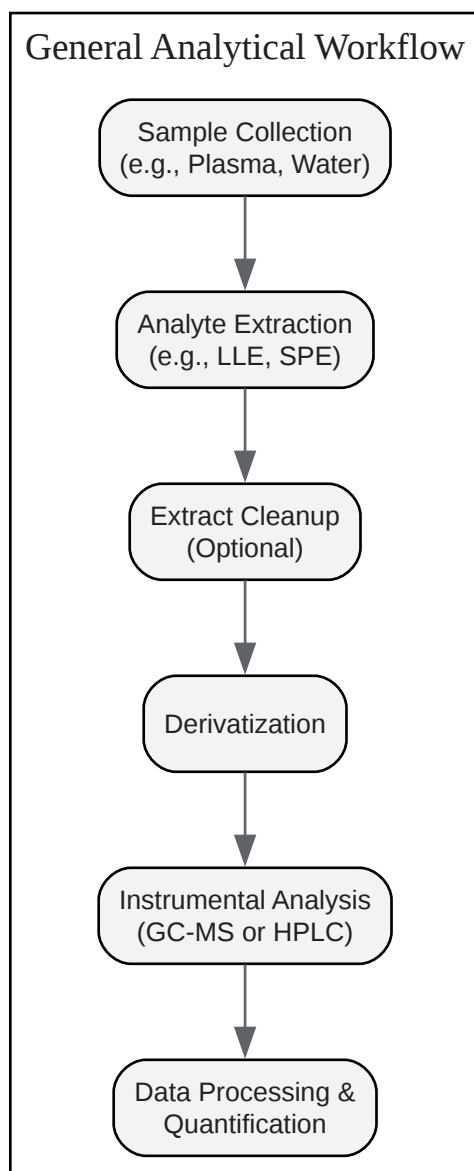 General Analytical Workflow
Sample Collection
(e.g., Plasma, Water)
Analyte Extraction
(e.g., LLE, SPE)
Extract Cleanup
(Optional)
Derivatization
Instrumental Analysis
(GC-MS or HPLC)
Data Processing &
Quantification